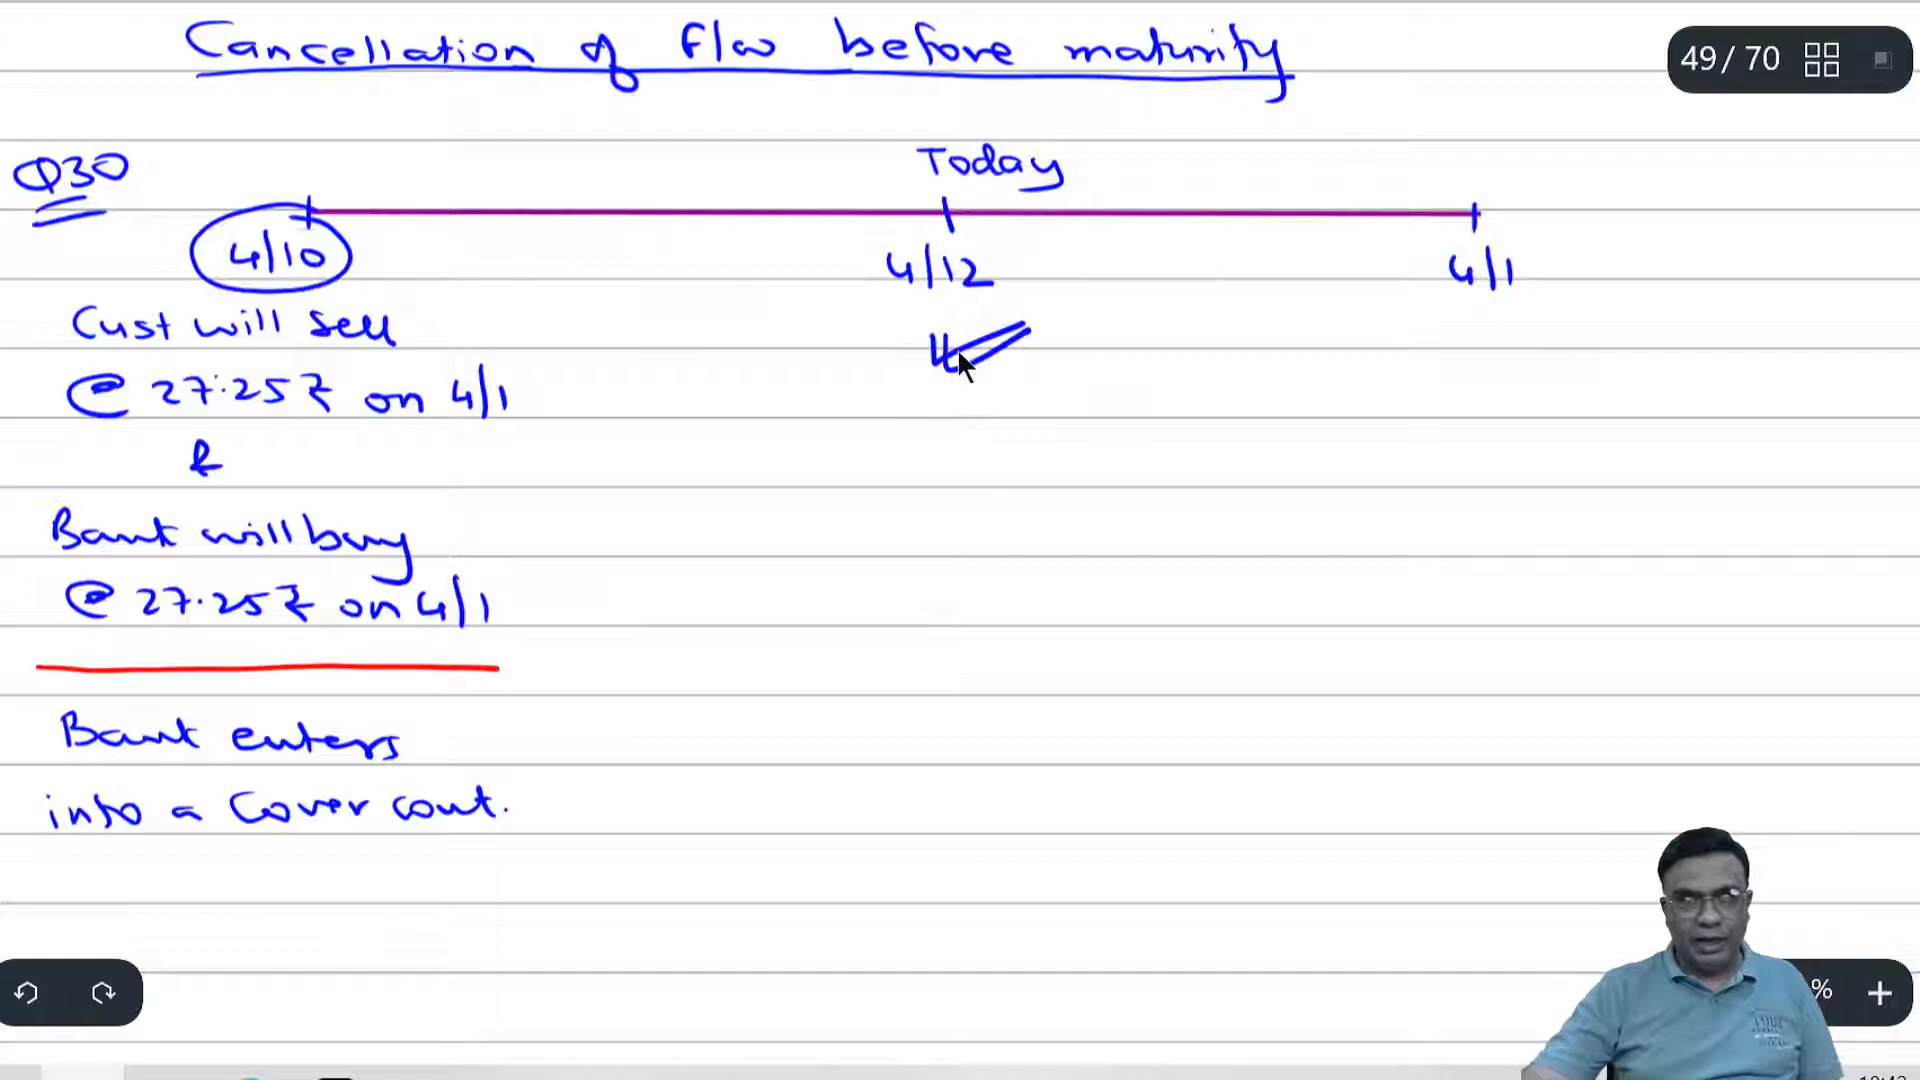 Cancellation of F/w before maturity
49 / 70
Q30
Today
4/10
4/12
4/1
Cust will sell
@ 27.25₹ on 4/1
&
Bank will buy
@ 27.25₹ on 4/1
Bank enters
into a Cover cont.
%